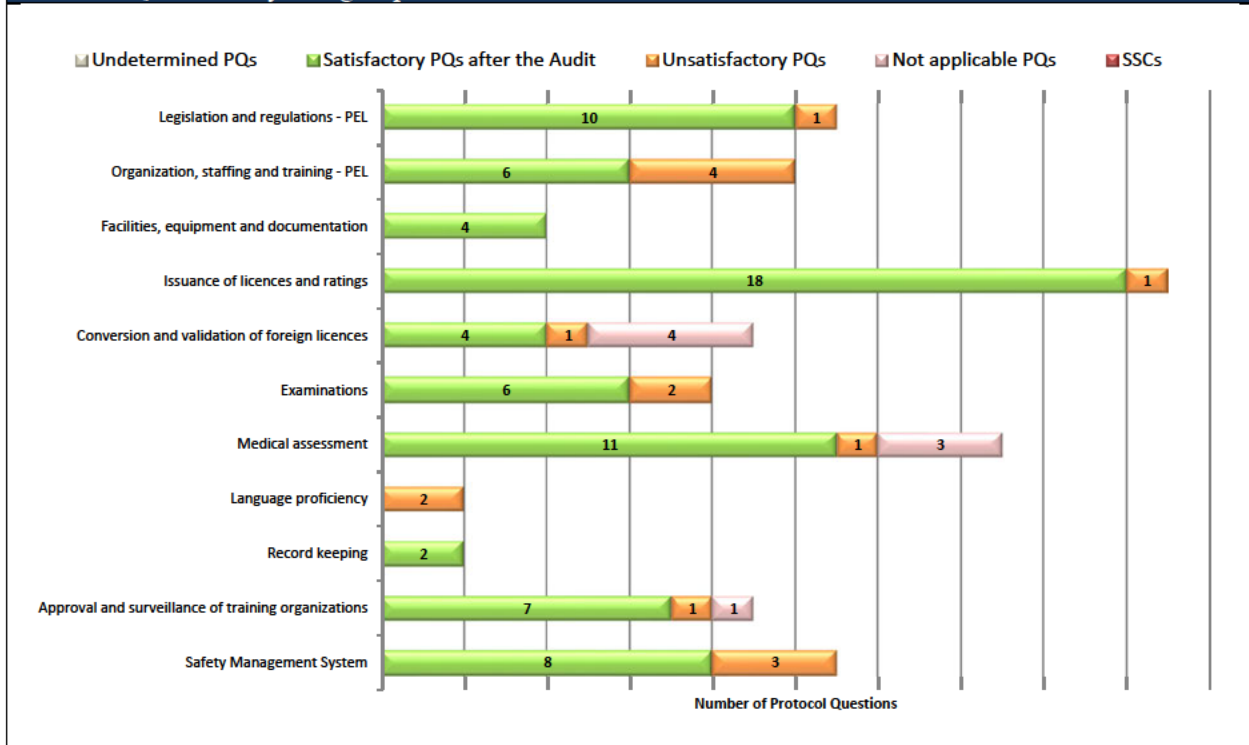 Undetermined PQs Satisfactory PQs after the Audit Unsatisfactory PQs Not applicable PQs SSCs
Legislation and regulations - PEL 10 1
Organization, staffing and training - PEL 6 4
Facilities, equipment and documentation 4
Issuance of licences and ratings 18 1
Conversion and validation of foreign licences 4 1 4
Examinations 6 2
Medical assessment 11 1 3
Language proficiency 2
Record keeping 2
Approval and surveillance of training organizations 7 1 1
Safety Management System 8 3
Number of Protocol Questions